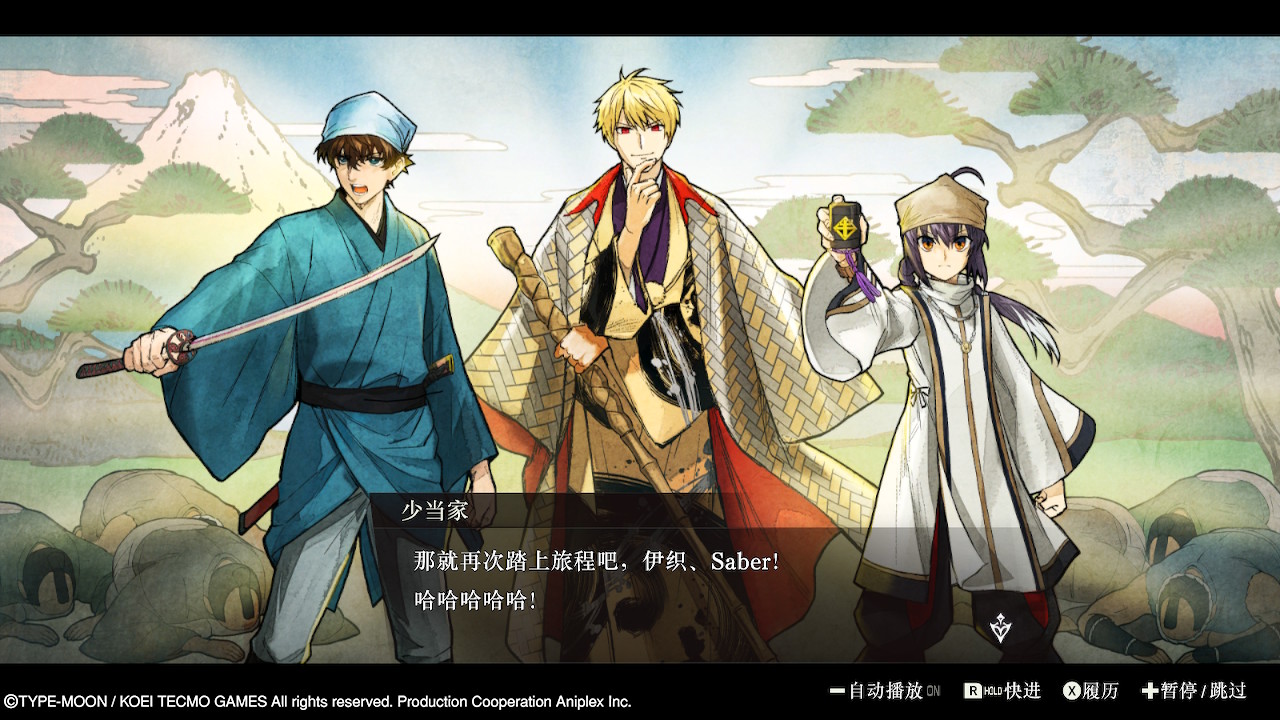 少当家
那就再次踏上旅程吧，伊织、Saber!
哈哈哈哈哈!
自动播放 ON R HOLD 快进 X 履历 暂停/跳过
©TYPE-MOON / KOEI TECMO GAMES All rights reserved. Production Cooperation Aniplex Inc.